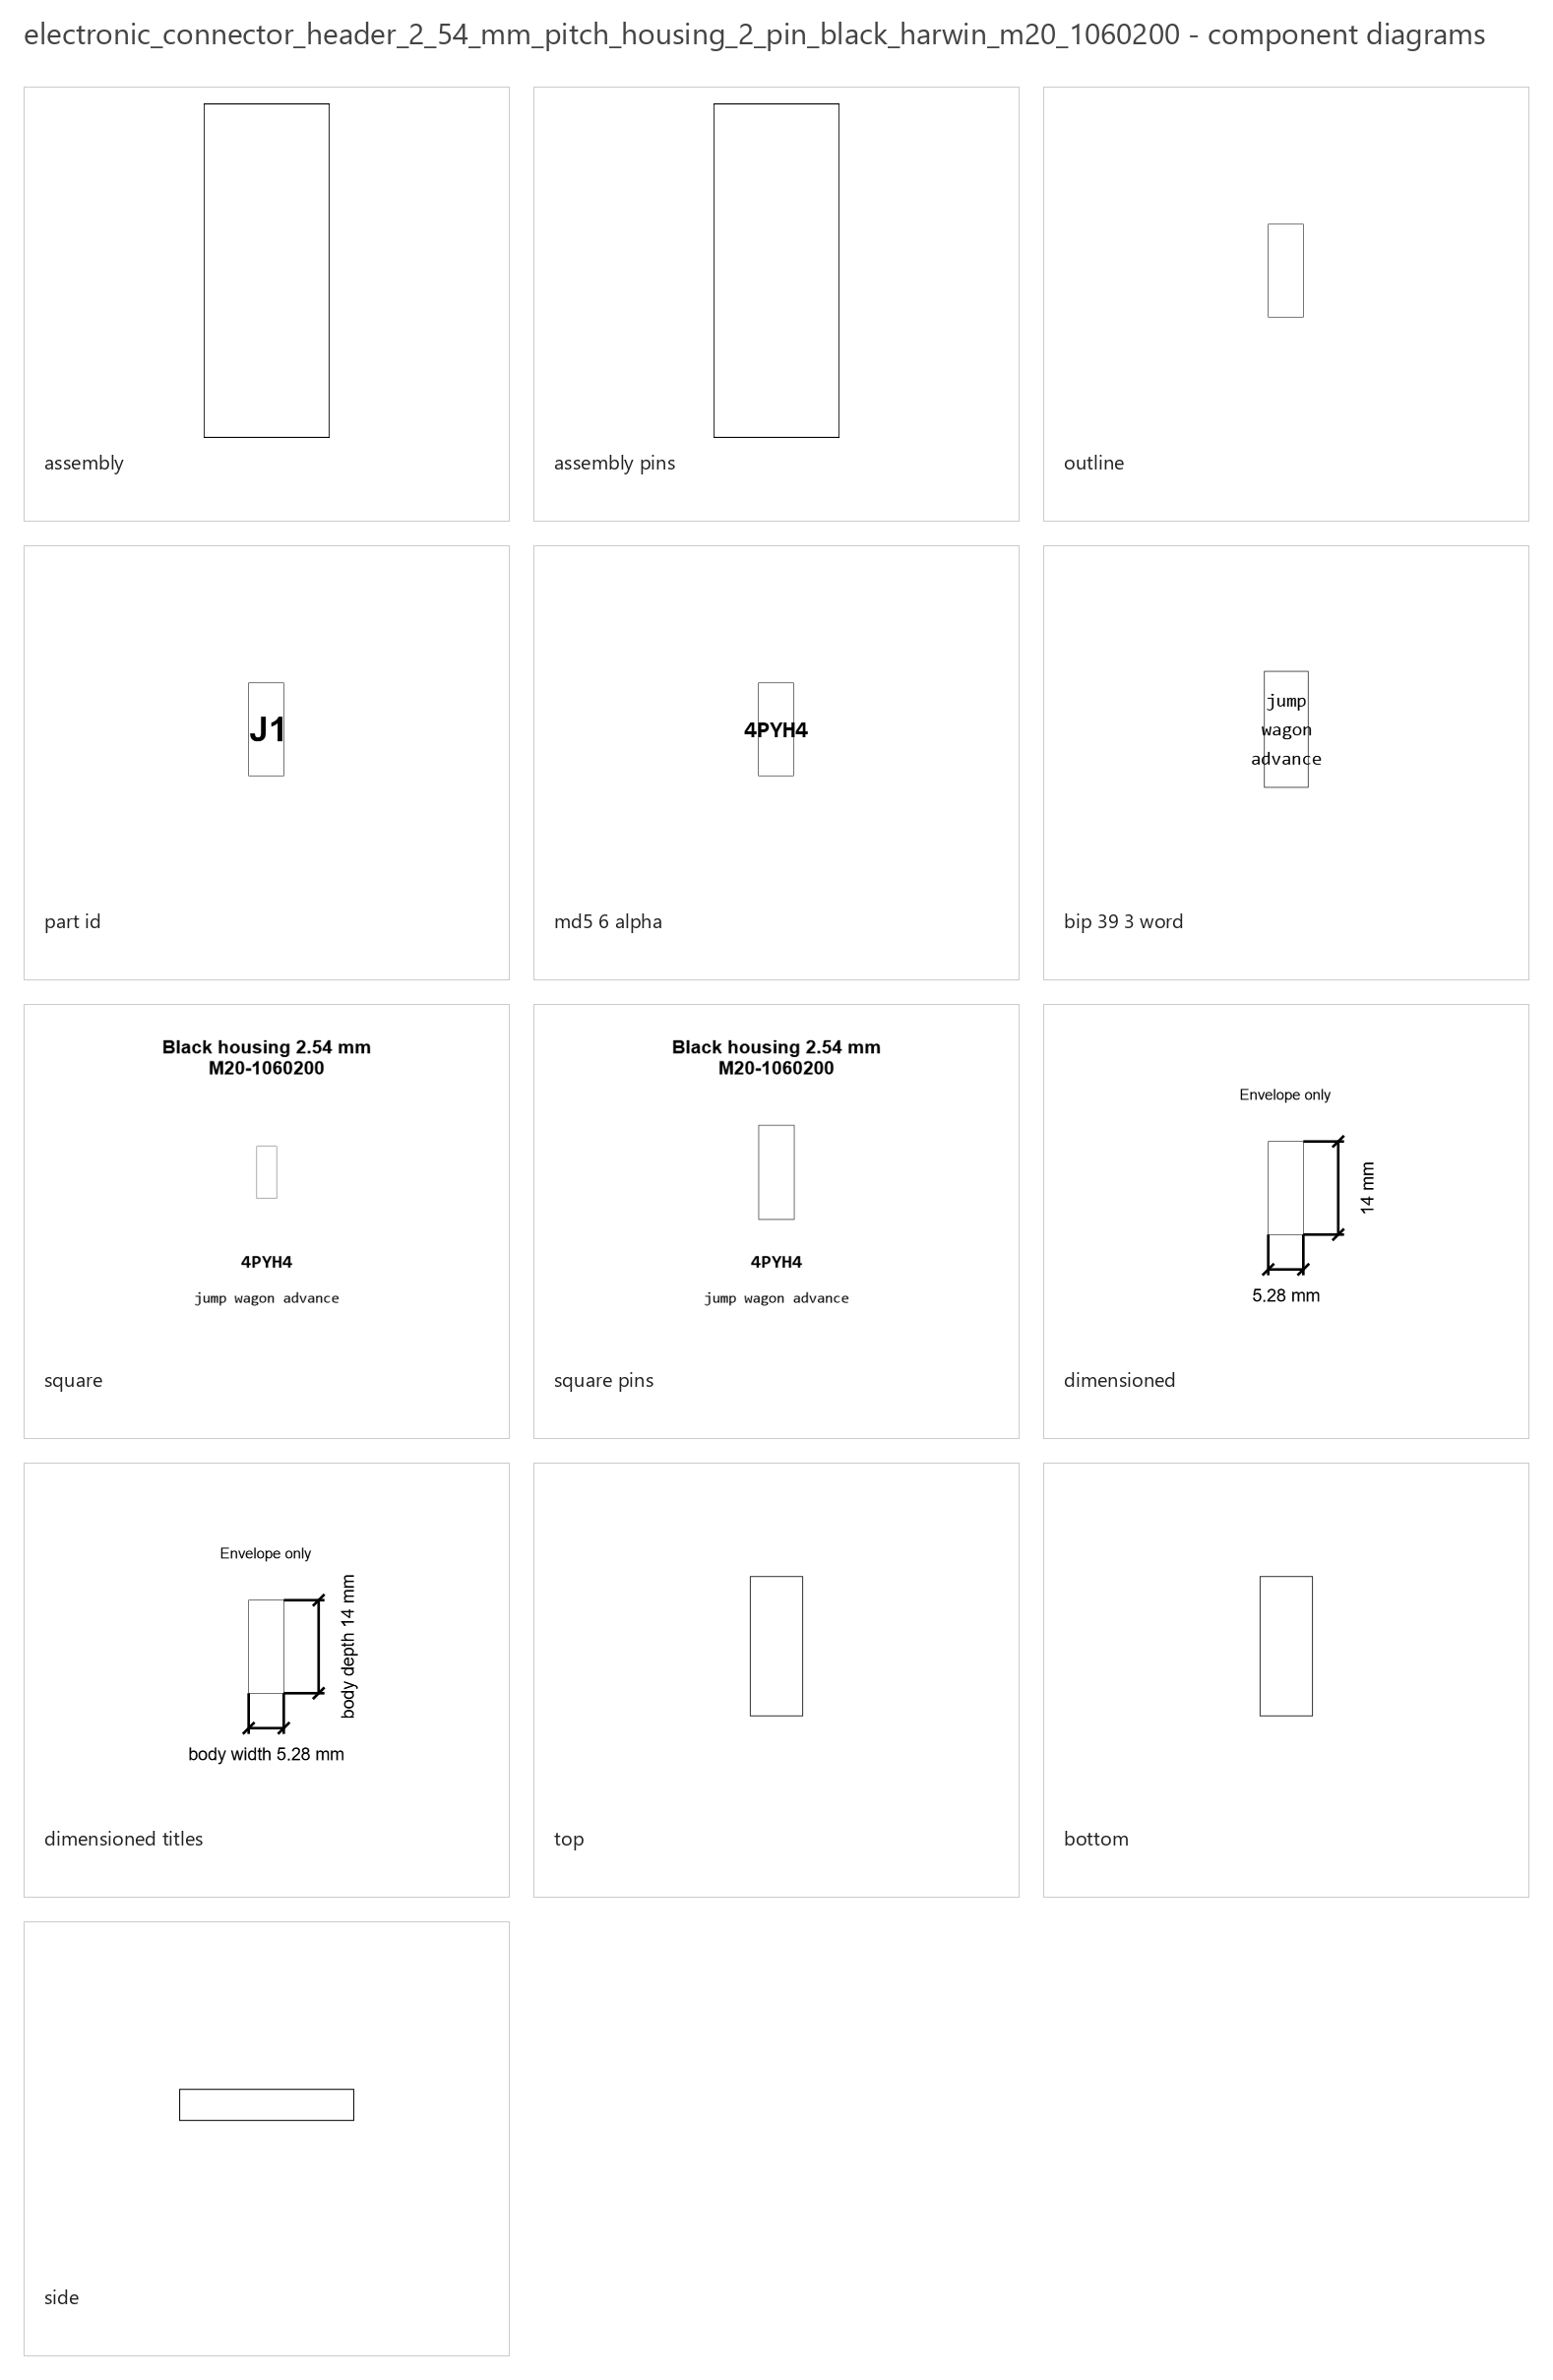 electronic_connector_header_2_54_mm_pitch_housing_2_pin_black_harwin_m20_1060200 - component diagrams
assembly
assembly pins
outline
J1
part id
4PYH4
md5 6 alpha
jump
wagon
advance
bip 39 3 word
Black housing 2.54 mm
M20-1060200
4PYH4
jump wagon advance
square
Black housing 2.54 mm
M20-1060200
4PYH4
jump wagon advance
square pins
Envelope only
14 mm
5.28 mm
dimensioned
Envelope only
body depth 14 mm
body width 5.28 mm
dimensioned titles
top
bottom
side